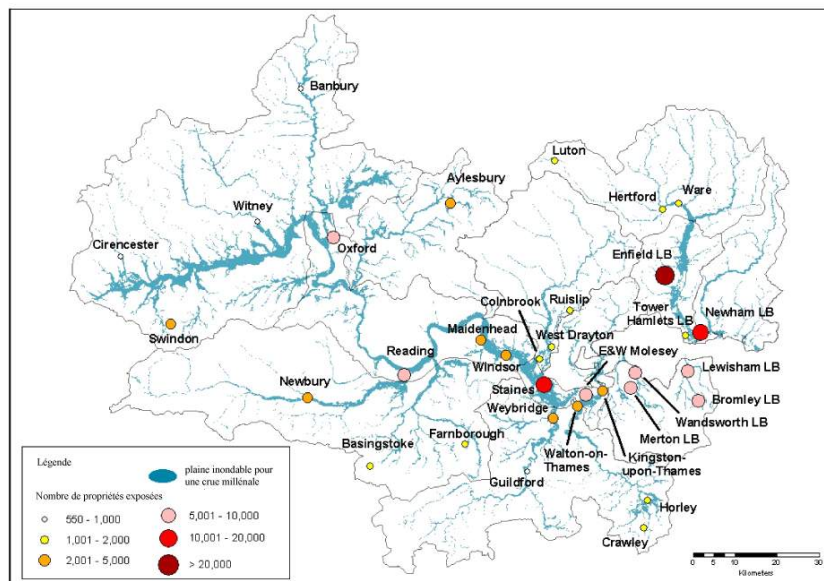 Banbury
Luton
Aylesbury
Hertford
Ware
Witney
Oxford
Cirencester
Enfield LB
Colnbrook
Ruislip
Tower
Hamlets LB
Newham LB
Swindon
Maidenhead
West Drayton
Reading
Windsor
E&W Molesey
Lewisham LB
Newbury
Staines
Bromley LB
Weybridge
Wandsworth LB
Basingstoke
Farnborough
Merton LB
Walton-on-
Thames
Kingston-
upon-Thames
Guildford
Horley
Crawley
Légende
plaine inondable pour
une crue millénale
Nombre de propriétés exposées
550 - 1,000
1,001 - 2,000
2,001 - 5,000
5,001 - 10,000
10,001 - 20,000
> 20,000
0 5 10 20 30
Kilometers